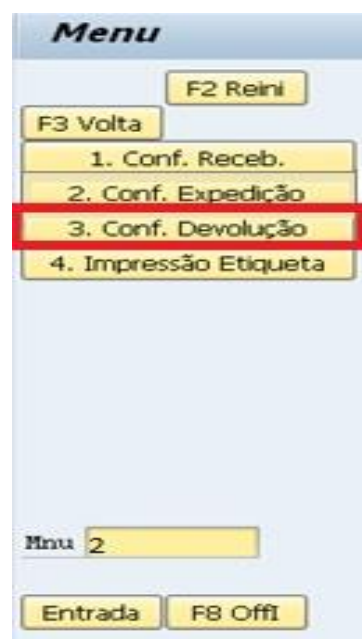 Menu
F2 Reini
F3 Volta
1. Conf. Receb.
2. Conf. Expedição
3. Conf. Devolução
4. Impressão Etiqueta
Mnu 2
Entrada F8 OffI